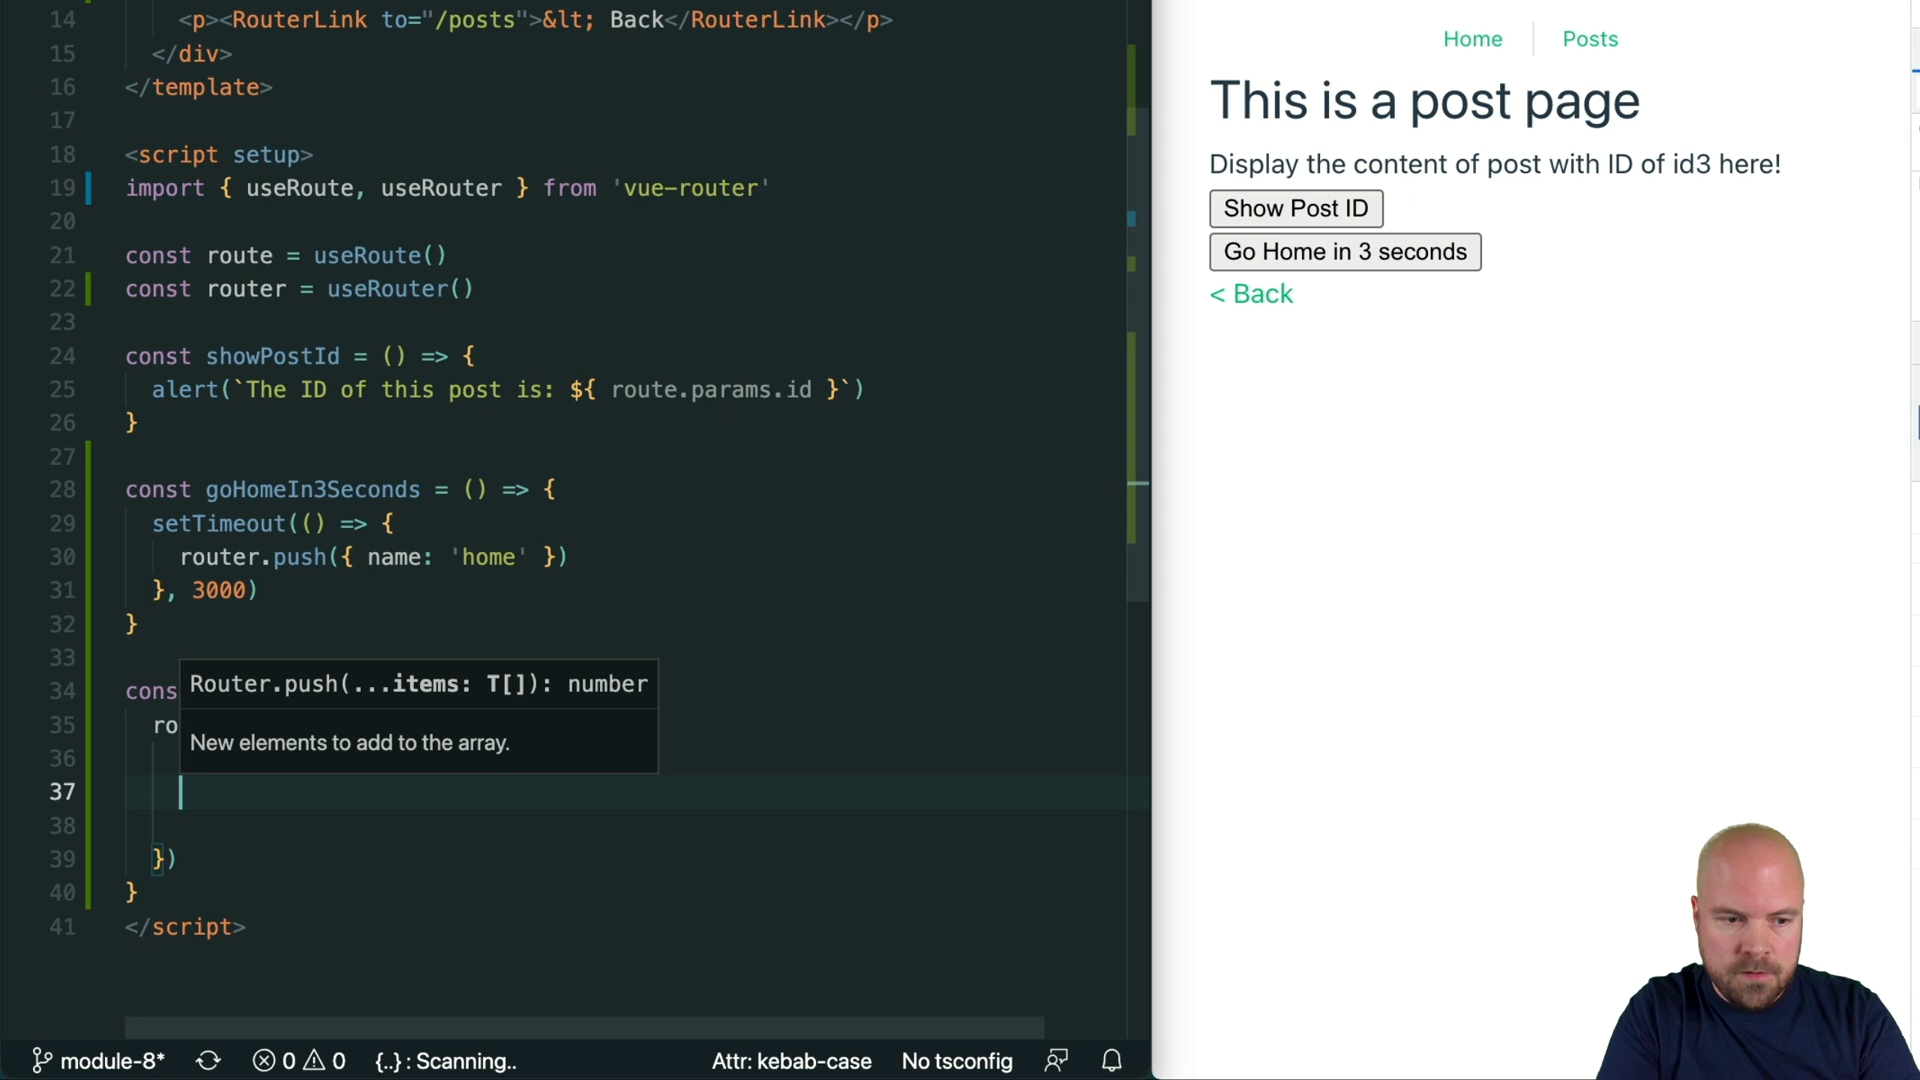 14 <p><RouterLink to="/posts">&lt; Back</RouterLink></p>
15 </div>
16 </template>
17
18 <script setup>
19 import { useRoute, useRouter } from 'vue-router'
20
21 const route = useRoute()
22 const router = useRouter()
23
24 const showPostId = () => {
25 alert(`The ID of this post is: ${ route.params.id }`)
26 }
27
28 const goHomeIn3Seconds = () => {
29 setTimeout(() => {
30 router.push({ name: 'home' })
31 }, 3000)
32 }
33
34 cons
Router.push(...items: T[]): number
35 ro
New elements to add to the array.
36
37
38
39 })
40 }
41 </script>
module-8* 0 0 {..} : Scanning.. Attr: kebab-case No tsconfig
Home Posts
This is a post page
Display the content of post with ID of id3 here!
Show Post ID
Go Home in 3 seconds
< Back